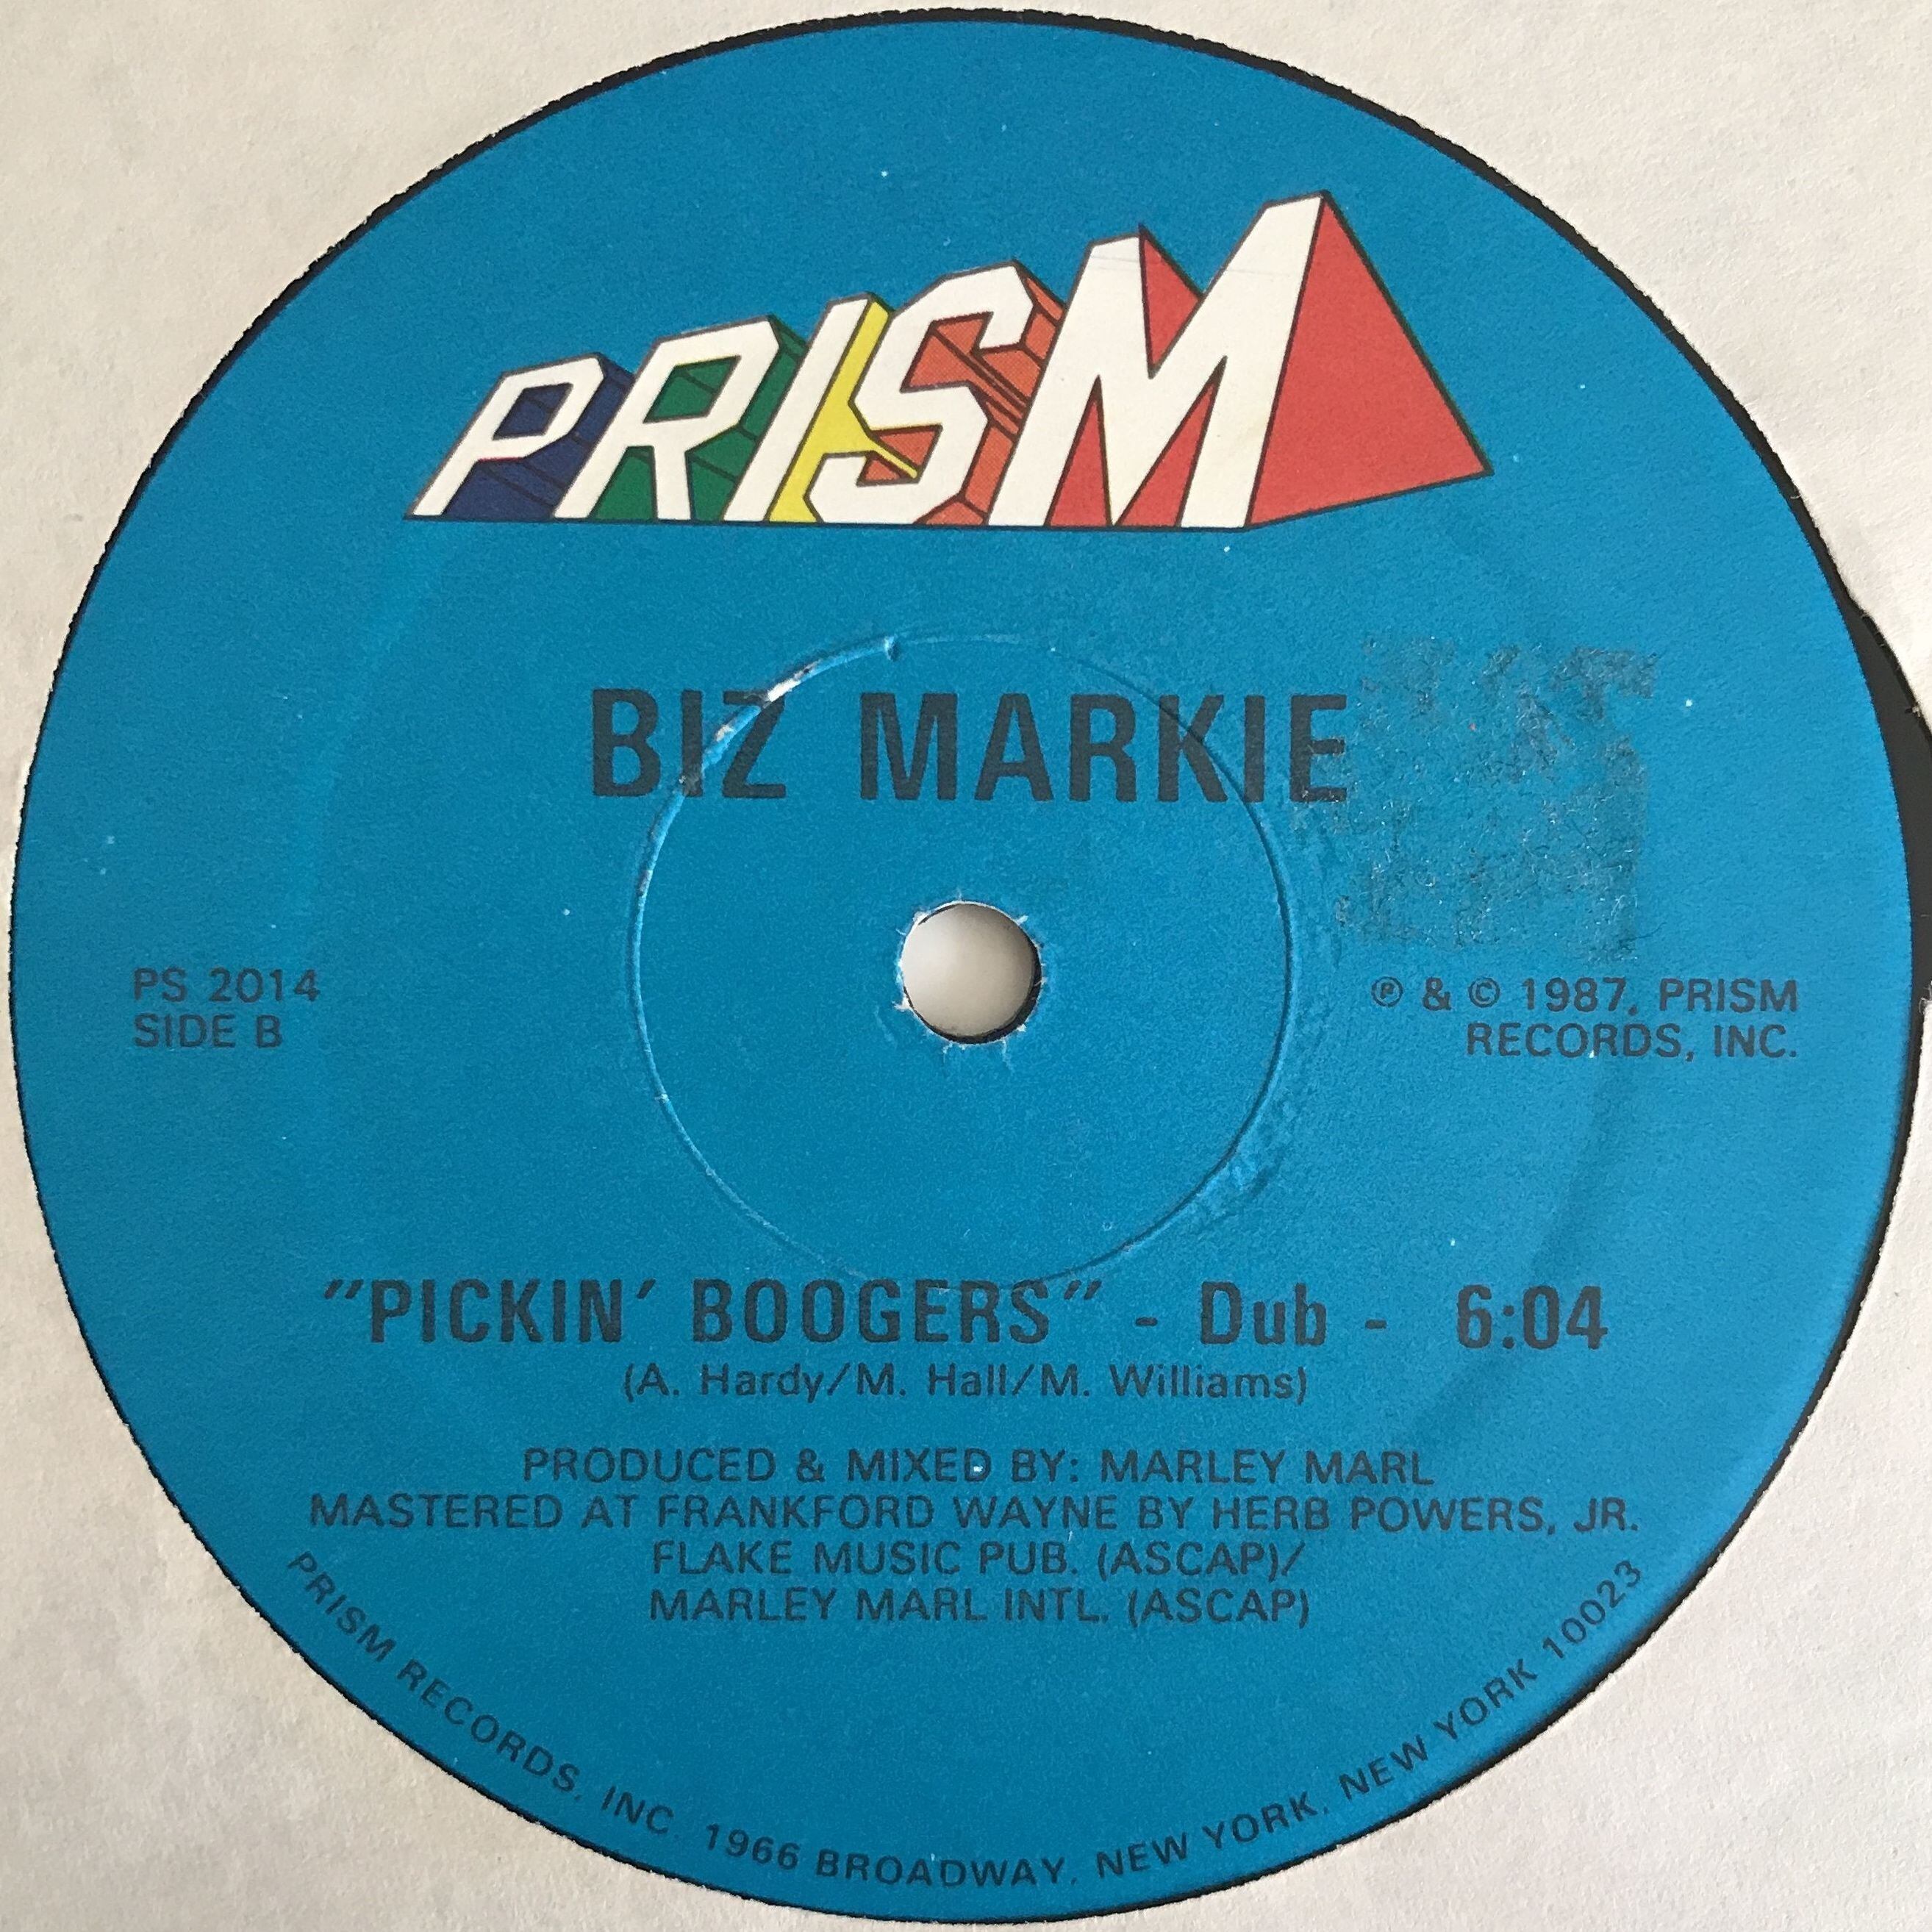 PRISM
BIZ MARKIE
PS 2014
SIDE B
℗ & © 1987, PRISM
RECORDS, INC.
"PICKIN' BOOGERS" - Dub - 6:04
(A. Hardy/M. Hall/M. Williams)
PRODUCED & MIXED BY: MARLEY MARL
MASTERED AT FRANKFORD WAYNE BY HERB POWERS, JR.
FLAKE MUSIC PUB. (ASCAP)/
MARLEY MARL INTL. (ASCAP)
PRISM RECORDS, INC. 1966 BROADWAY, NEW YORK, NEW YORK 10023